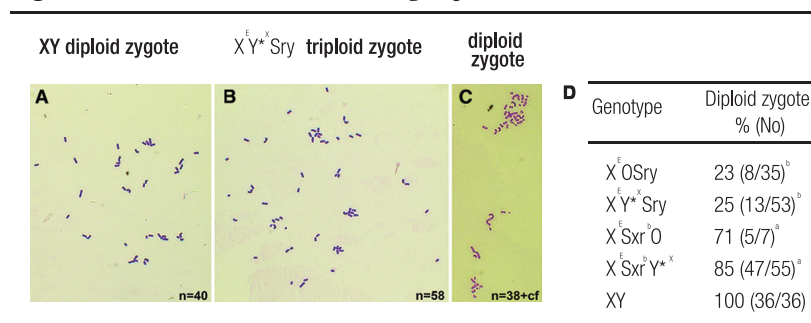 XY diploid zygote
X^E Y*^X Sry triploid zygote
diploid
zygote
A
B
C
n=40
n=58
n=38+cf
D
Genotype Diploid zygote
% (No)
X^E OSry 23 (8/35)^b
X^E Y*^X Sry 25 (13/53)^b
X^E Sxr^b O 71 (5/7)^a
X^E Sxr^b Y*^X 85 (47/55)^a
XY 100 (36/36)